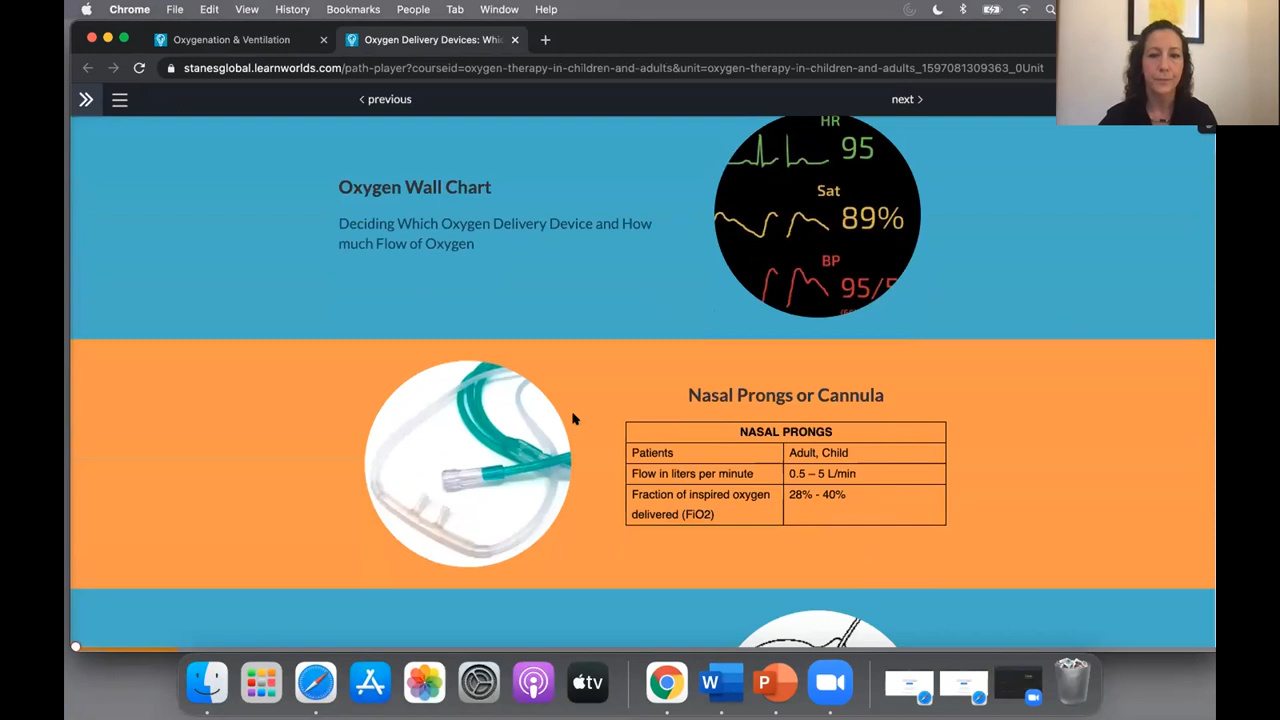 Chrome File Edit View History Bookmarks People Tab Window Help
Oxygenation & Ventilation
Oxygen Delivery Devices: Whi
stanesglobal.learnworlds.com/path-player?courseid=oxygen-therapy-in-children-and-adults&unit=oxygen-therapy-in-children-and-adults_1597081309363_0Unit
previous
next
HR
95
Sat
89%
BP
95/5
Oxygen Wall Chart
Deciding Which Oxygen Delivery Device and How
much Flow of Oxygen
Nasal Prongs or Cannula
NASAL PRONGS
Patients Adult, Child
Flow in liters per minute 0.5 – 5 L/min
Fraction of inspired oxygen 28% - 40%
delivered (FiO2)
tv
W
P